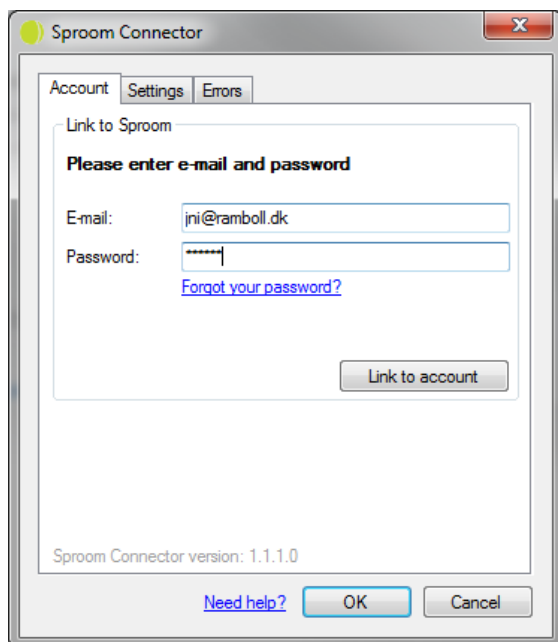 Sproom Connector
Account Settings Errors
Link to Sproom
Please enter e-mail and password
E-mail: jni@ramboll.dk
Password: ******
Forgot your password?
Link to account
Sproom Connector version: 1.1.1.0
Need help? OK Cancel